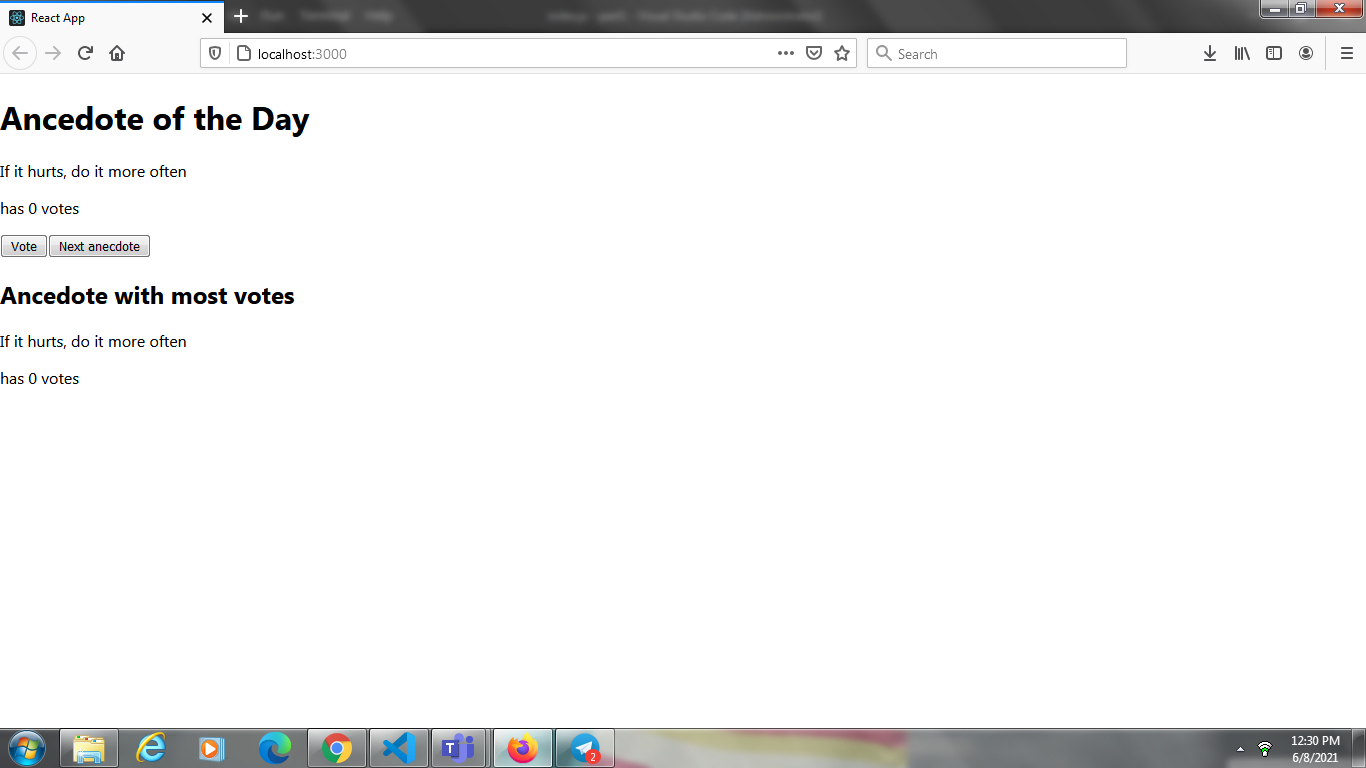 React App
localhost:3000
Search
Ancedote of the Day
If it hurts, do it more often
has 0 votes
Vote Next anecdote
Ancedote with most votes
If it hurts, do it more often
has 0 votes
2
12:30 PM
6/8/2021